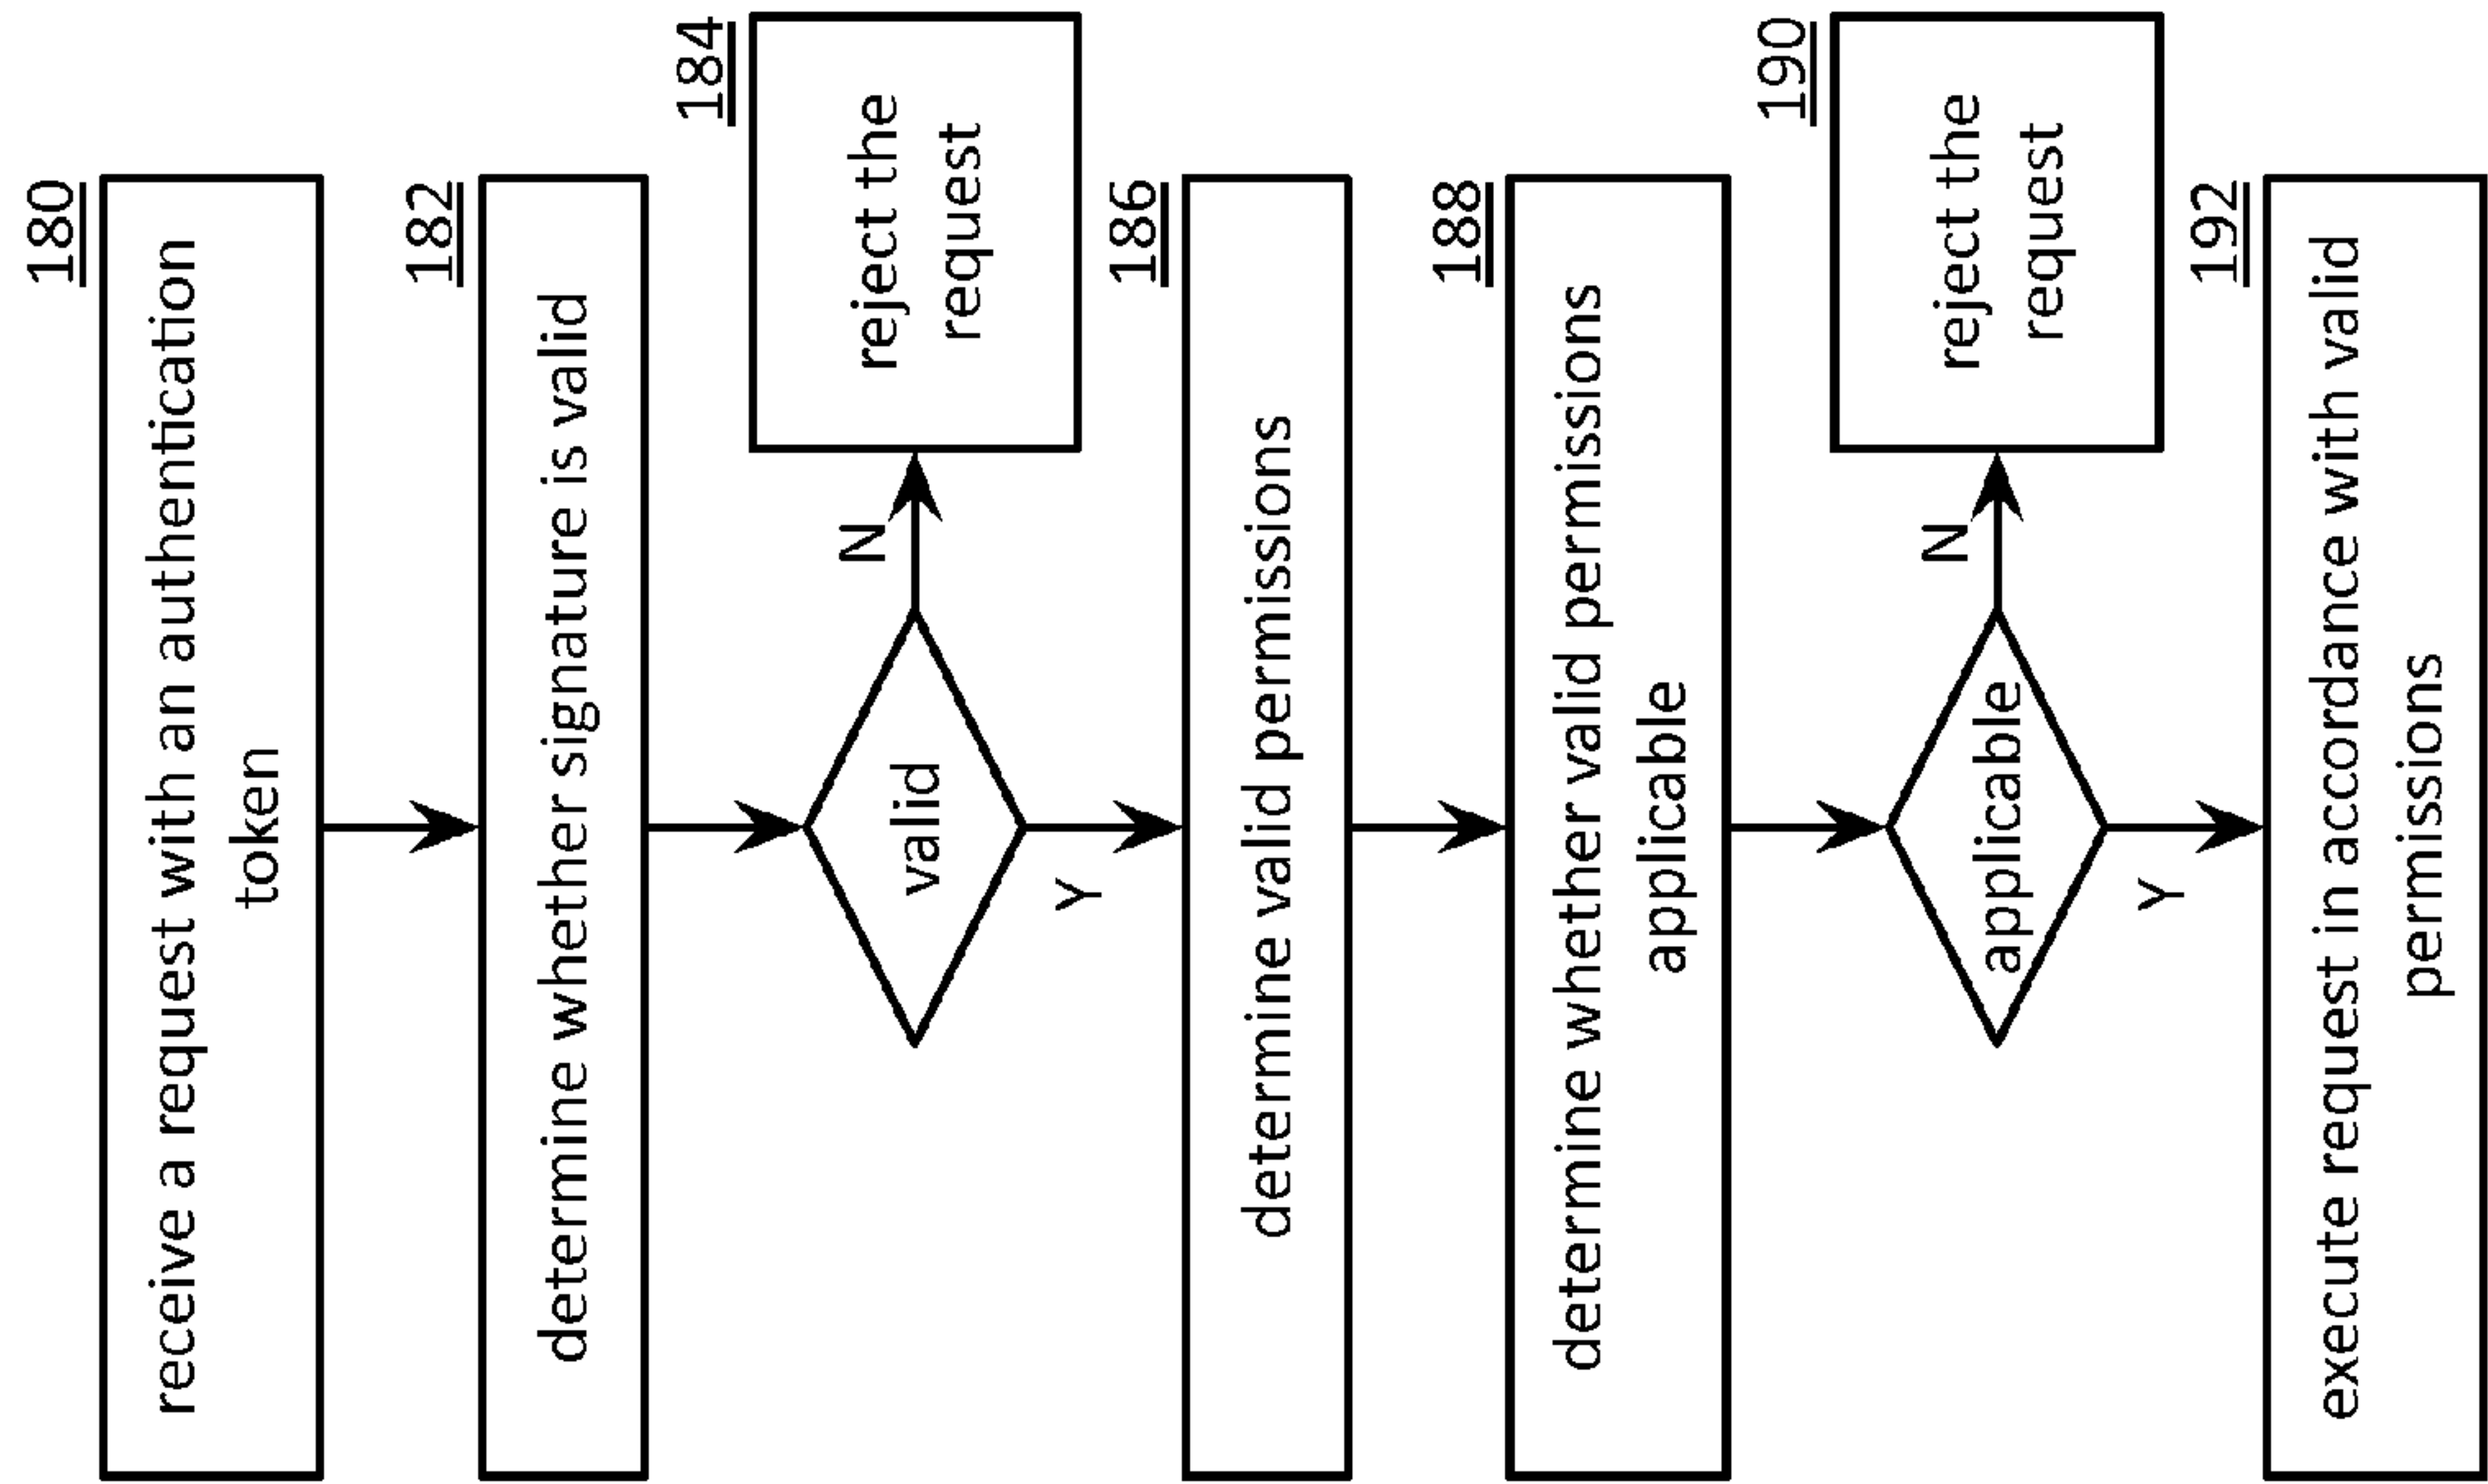 180
receive a request with an authentication
token
182
determine whether signature is valid
valid
N
184
reject the
request
Y
186
determine valid permissions
188
determine whether valid permissions
applicable
applicable
N
190
reject the
request
Y
192
execute request in accordance with valid
permissions